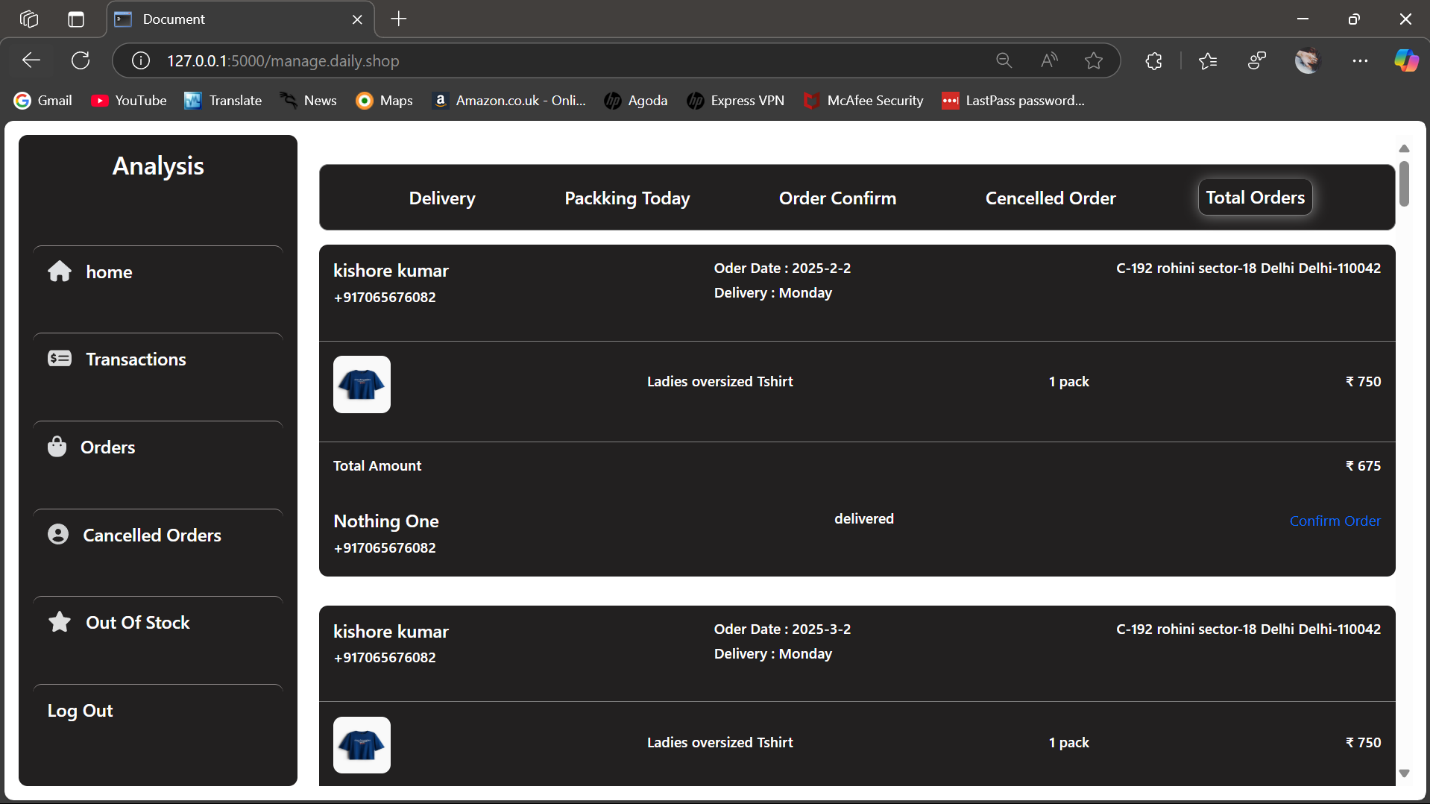 Document
127.0.0.1:5000/manage.daily.shop
Gmail YouTube Translate News Maps Amazon.co.uk - Onli... Agoda Express VPN McAfee Security LastPass password...
Analysis
home
Transactions
Orders
Cancelled Orders
Out Of Stock
Log Out
Delivery Packking Today Order Confirm Cencelled Order Total Orders
kishore kumar Oder Date : 2025-2-2 C-192 rohini sector-18 Delhi Delhi-110042
+917065676082 Delivery : Monday
Ladies oversized Tshirt 1 pack ₹ 750
Total Amount ₹ 675
Nothing One delivered Confirm Order
+917065676082
kishore kumar Oder Date : 2025-3-2 C-192 rohini sector-18 Delhi Delhi-110042
+917065676082 Delivery : Monday
Ladies oversized Tshirt 1 pack ₹ 750